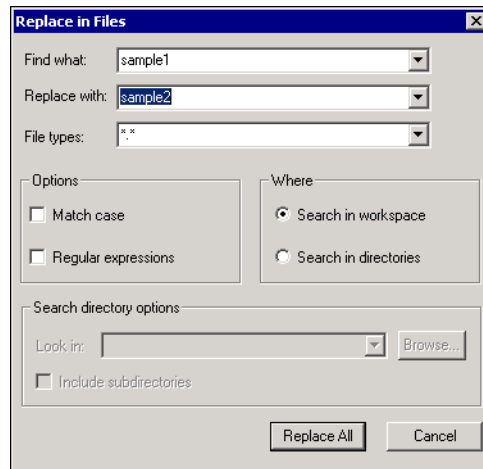 Replace in Files
Find what: sample1
Replace with: sample2
File types: *.*
Options
Match case
Regular expressions
Where
Search in workspace
Search in directories
Search directory options
Look in: Browse...
Include subdirectories
Replace All Cancel